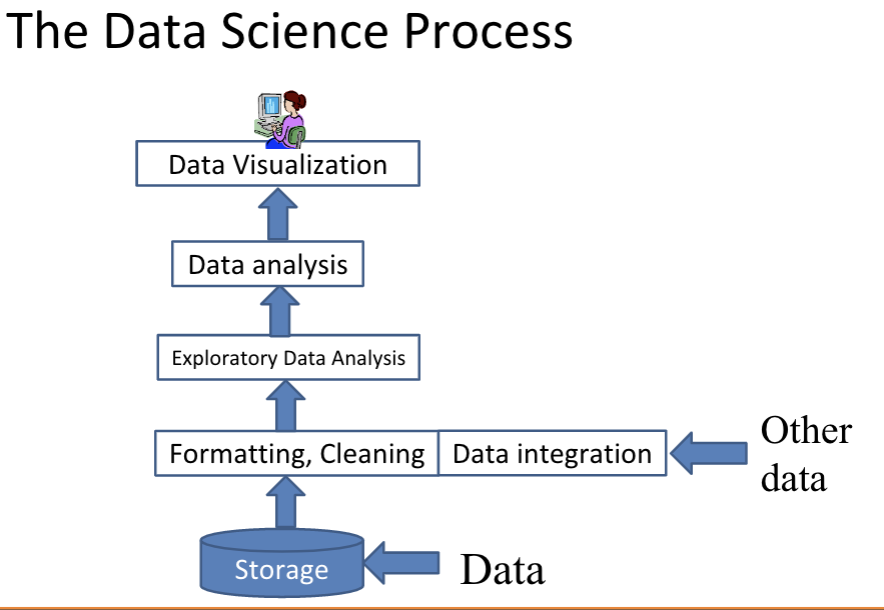 The Data Science Process
Data Visualization
Data analysis
Exploratory Data Analysis
Formatting, Cleaning
Data integration
Other
data
Storage
Data